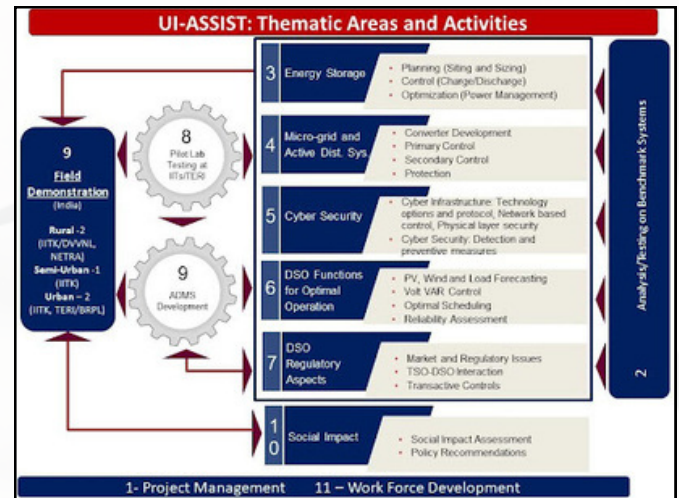 UI-ASSIST: Thematic Areas and Activities
3 Energy Storage
• Planning (Siting and Sizing)
• Control (Charge/Discharge)
• Optimization (Power Management)
8
Pilot Lab
Testing at
IITs/TERI
4 Micro-grid and
Active Dist. Sys.
• Converter Development
• Primary Control
• Secondary Control
• Protection
9
Field
Demonstration
(India)
Rural -2
(IITK/DVVNL,
NETRA)
Semi-Urban -1
(IITK)
Urban – 2
(IITK, TERI/BRPL)
5 Cyber Security
• Cyber Infrastructure: Technology
options and protocol, Network based
control, Physical layer security
• Cyber Security: Detection and
preventive measures
9
ADMS
Development
6 DSO Functions
for Optimal
Operation
• PV, Wind and Load Forecasting
• Volt VAR Control
• Optimal Scheduling
• Reliability Assessment
7 DSO
Regulatory
Aspects
• Market and Regulatory Issues
• TSO-DSO Interaction
• Transactive Controls
10 Social Impact
• Social Impact Assessment
• Policy Recommendations
Analysis/Testing on Benchmark Systems
2
1- Project Management 11 – Work Force Development